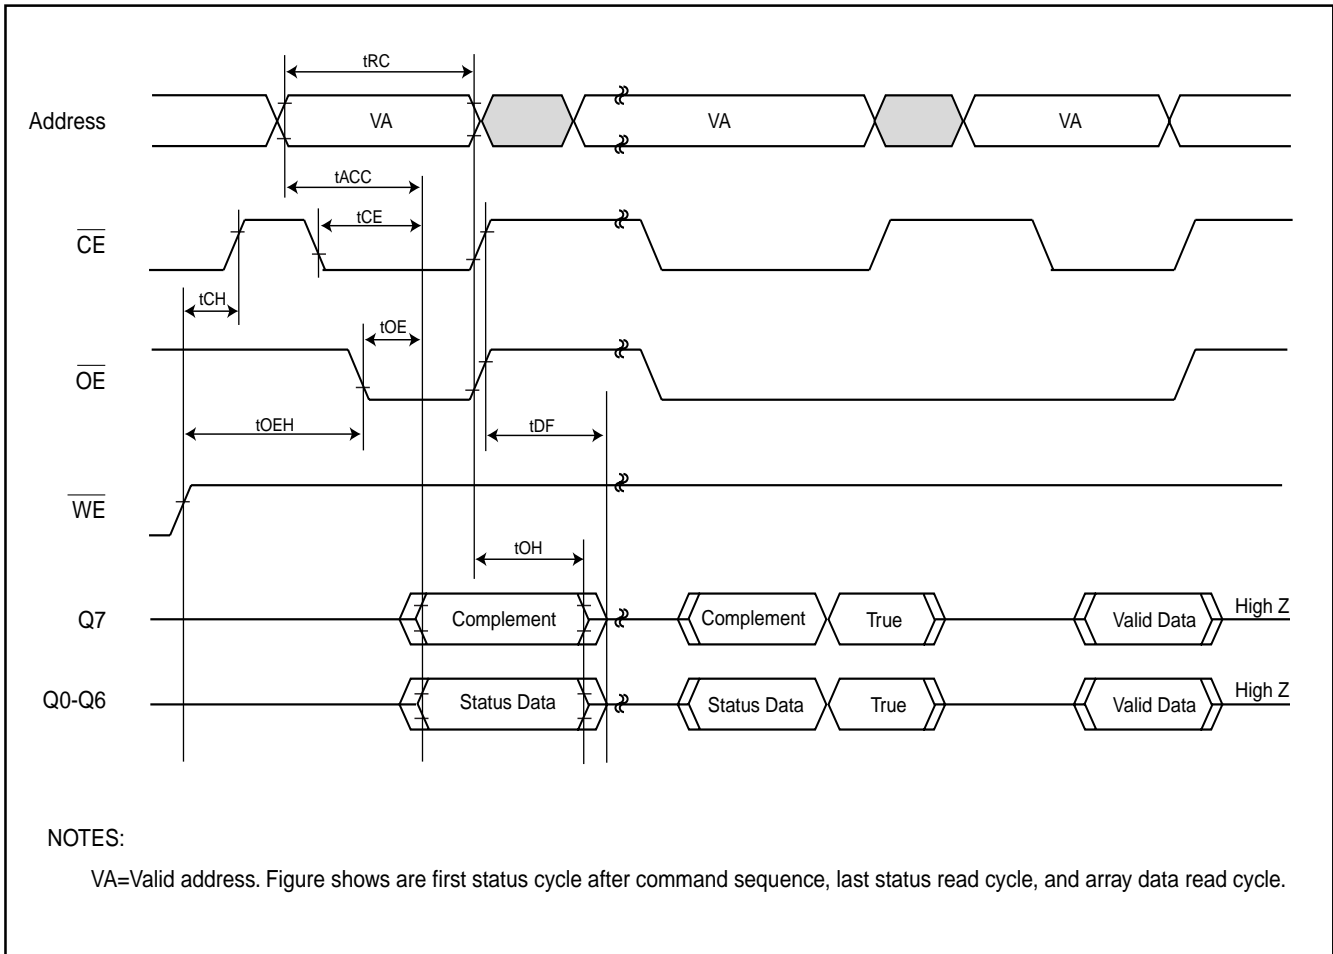 tRC
Address
VA
VA
VA
tACC
tCE
CE
tCH
tOE
OE
tOEH
tDF
WE
tOH
Q7
Complement
Complement
True
Valid Data
High Z
Q0-Q6
Status Data
Status Data
True
Valid Data
High Z
NOTES:
VA=Valid address. Figure shows are first status cycle after command sequence, last status read cycle, and array data read cycle.